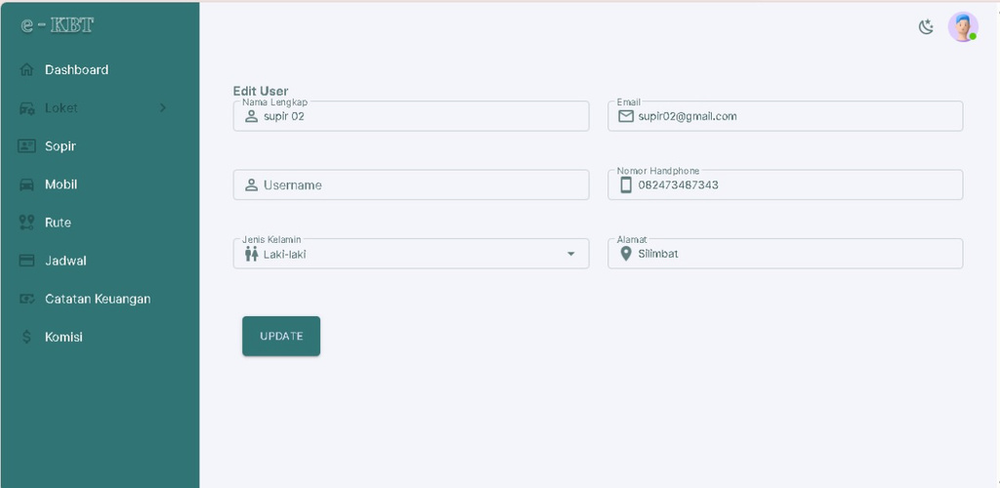 e - KBT
Dashboard
Loket
Sopir
Mobil
Rute
Jadwal
Catatan Keuangan
Komisi
Edit User
Nama Lengkap
supir 02
Email
supir02@gmail.com
Username
Nomor Handphone
082473487343
Jenis Kelamin
Laki-laki
Alamat
Silimbat
UPDATE